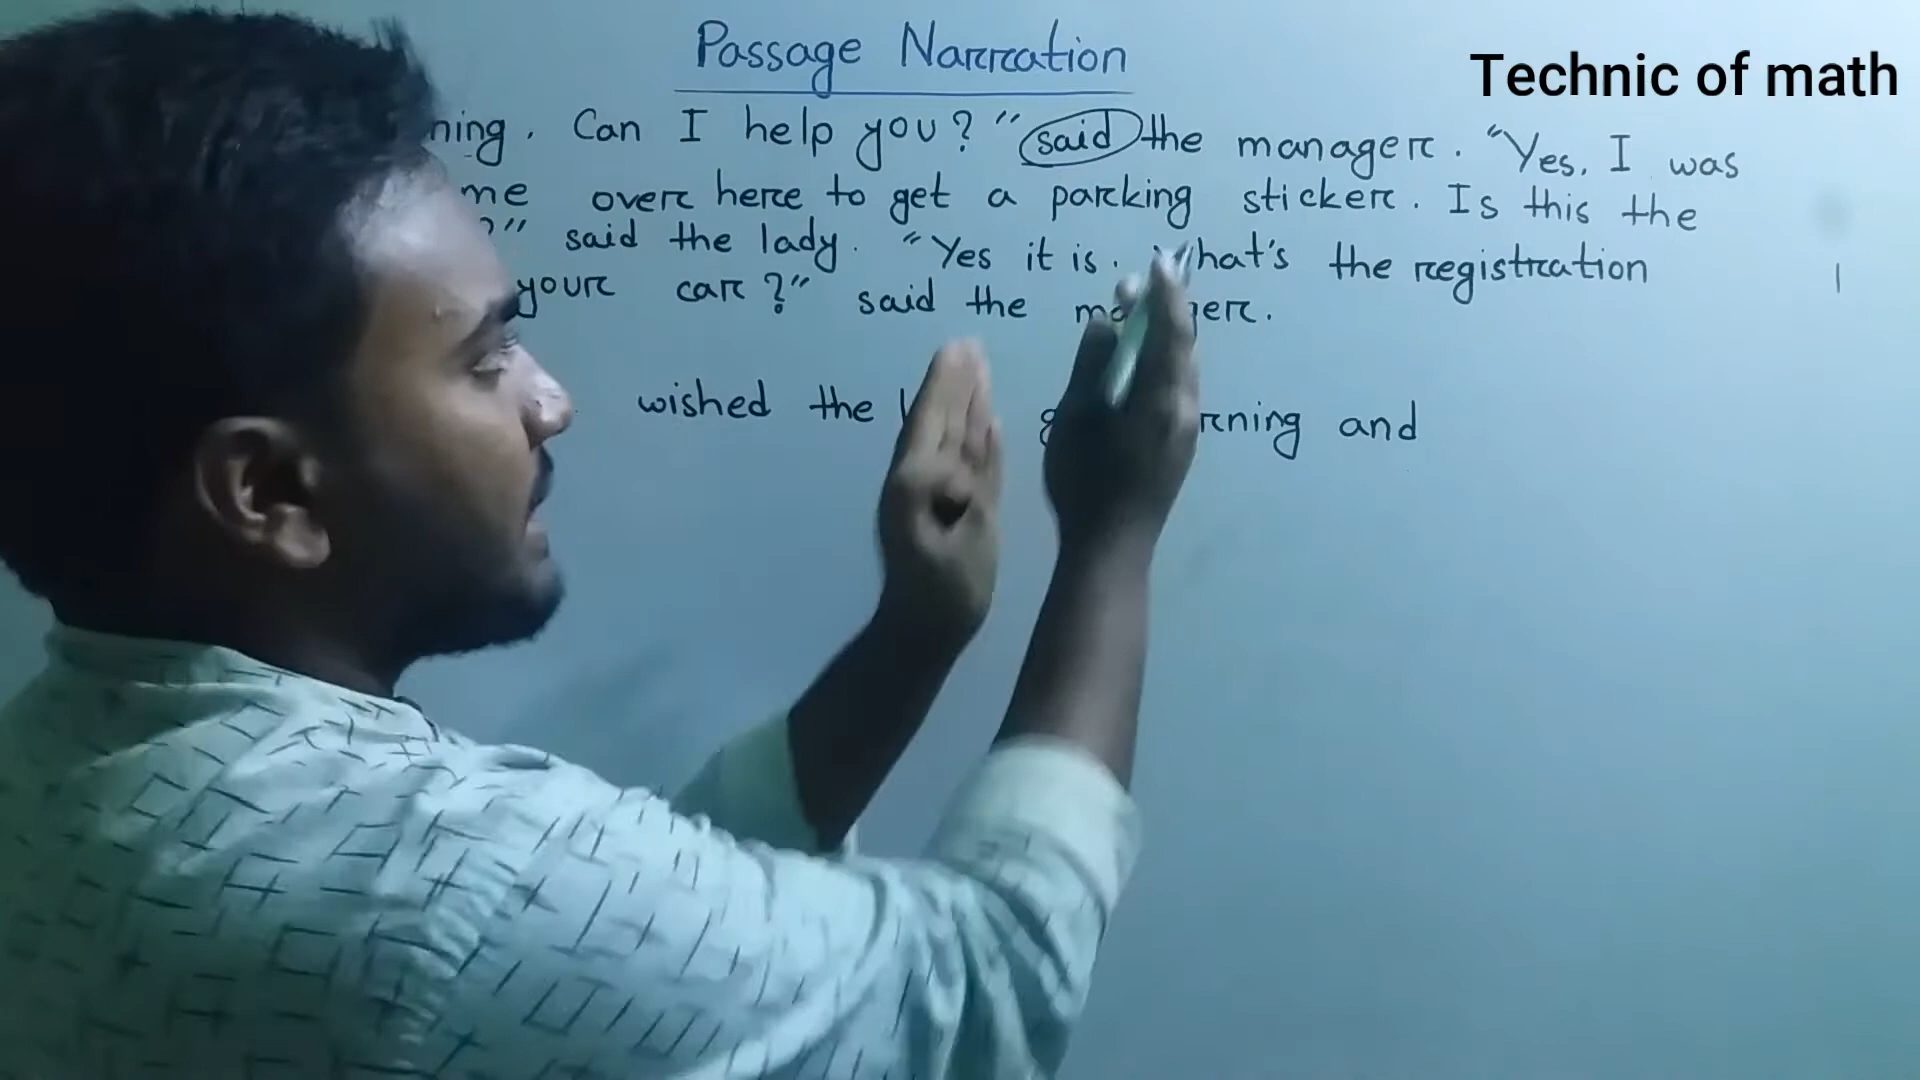 Passage Narration
Technic of math
ning. Can I help you?" said the manager. "Yes, I was
me over here to get a parking sticker. Is this the
?" said the lady. "Yes it is. What's the registration
your car?" said the manager.
wished the rning and